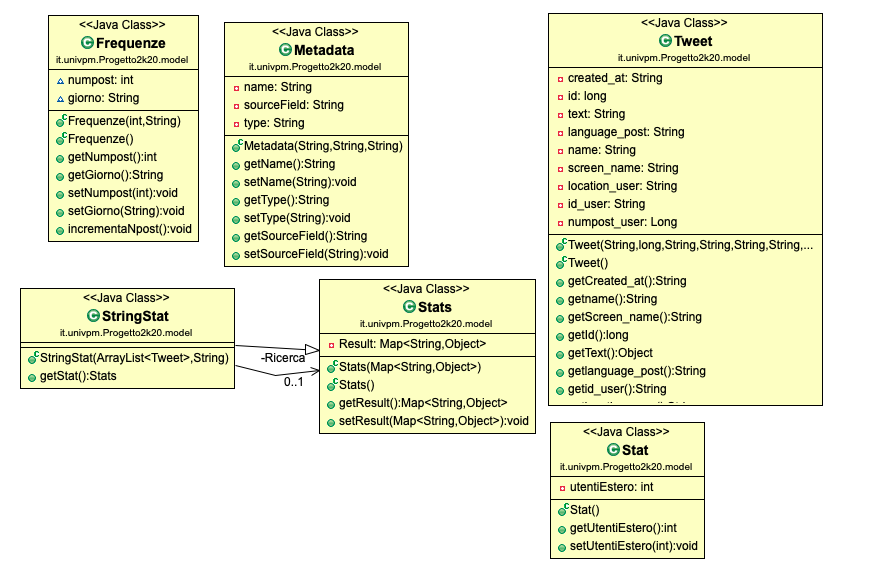 <<Java Class>>
Frequenze
it.univpm.Progetto2k20.model
numpost: int
giorno: String
Frequenze(int,String)
Frequenze()
getNumpost():int
getGiorno():String
setNumpost(int):void
setGiorno(String):void
incrementaNpost():void
<<Java Class>>
Metadata
it.univpm.Progetto2k20.model
name: String
sourceField: String
type: String
Metadata(String,String,String)
getName():String
setName(String):void
getType():String
setType(String):void
getSourceField():String
setSourceField(String):void
<<Java Class>>
Tweet
it.univpm.Progetto2k20.model
created_at: String
id: long
text: String
language_post: String
name: String
screen_name: String
location_user: String
id_user: String
numpost_user: Long
Tweet(String,long,String,String,String,String,...
Tweet()
getCreated_at():String
getname():String
getScreen_name():String
getId():long
getText():Object
getlanguage_post():String
getid_user():String
<<Java Class>>
StringStat
it.univpm.Progetto2k20.model
StringStat(ArrayList<Tweet>,String)
getStat():Stats
-Ricerca
0..1
<<Java Class>>
Stats
it.univpm.Progetto2k20.model
Result: Map<String,Object>
Stats(Map<String,Object>)
Stats()
getResult():Map<String,Object>
setResult(Map<String,Object>):void
<<Java Class>>
Stat
it.univpm.Progetto2k20.model
utentiEstero: int
Stat()
getUtentiEstero():int
setUtentiEstero(int):void